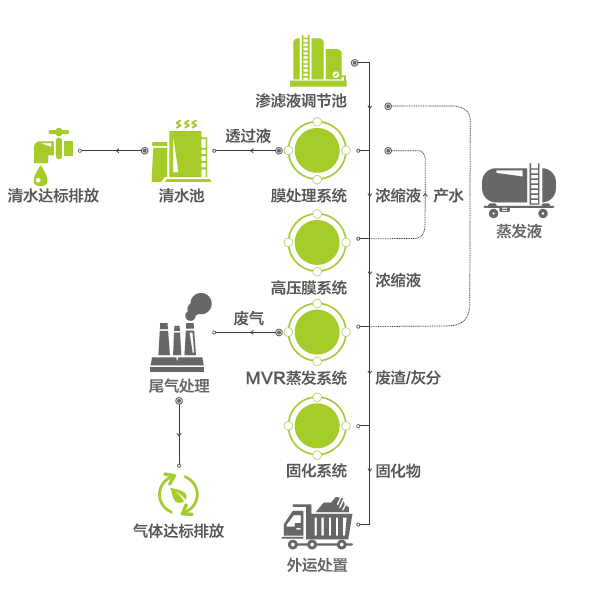 渗滤液调节池
透过液
清水达标排放
清水池
膜处理系统
浓缩液
产水
蒸发液
高压膜系统
浓缩液
废气
尾气处理
MVR蒸发系统
废渣/灰分
固化系统
固化物
气体达标排放
外运处置